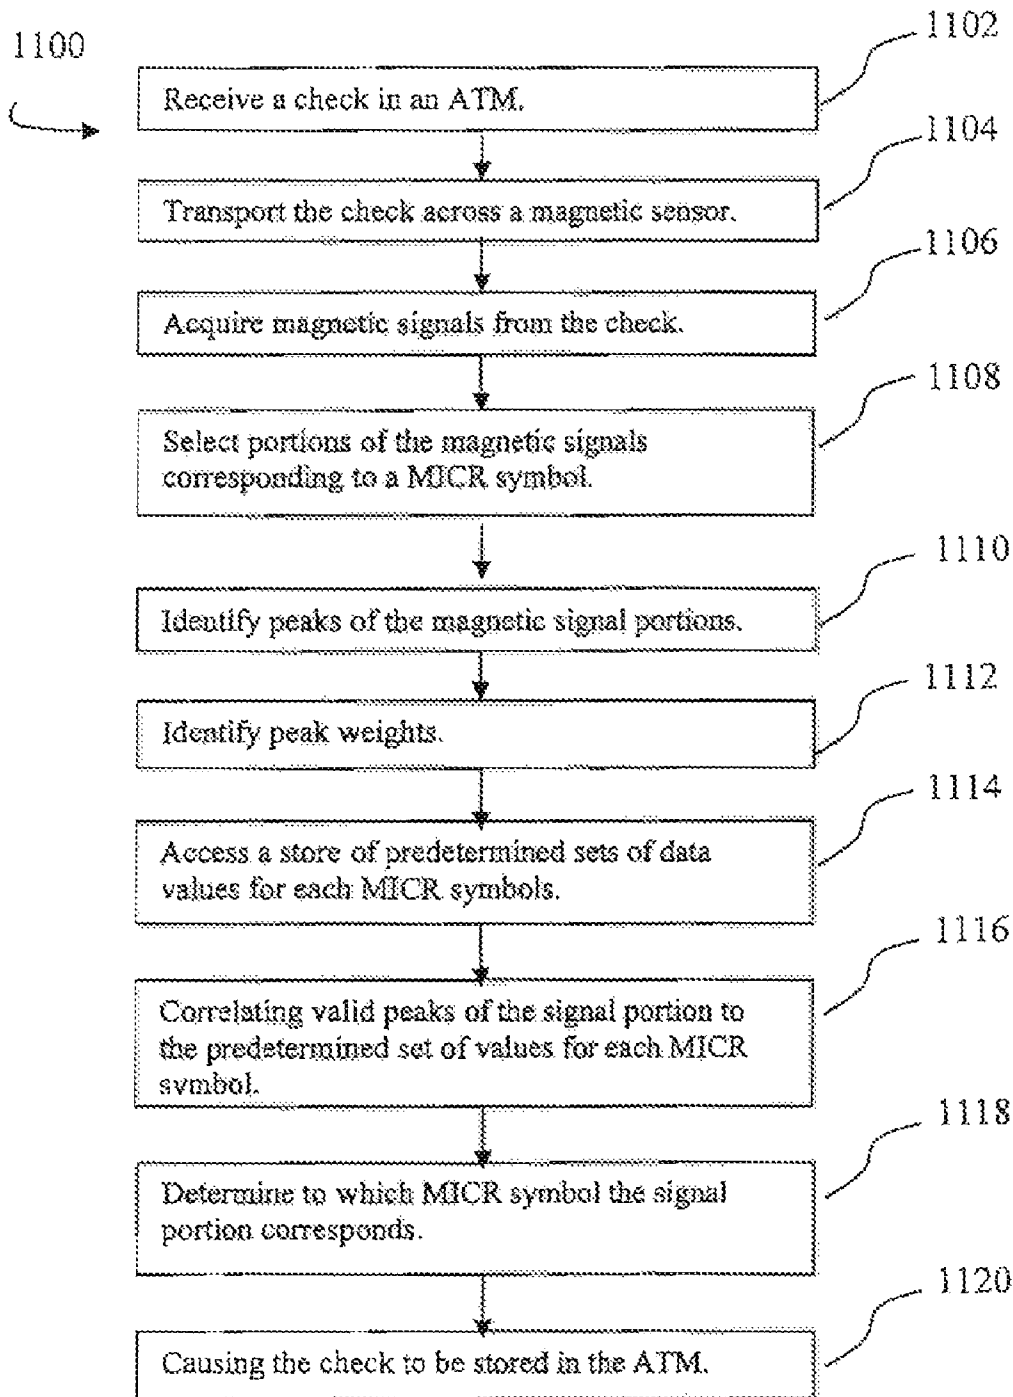 1100
1102
Receive a check in an ATM.
1104
Transport the check across a magnetic sensor.
1106
Acquire magnetic signals from the check.
1108
Select portions of the magnetic signals
corresponding to a MICR symbol.
1110
Identify peaks of the magnetic signal portions.
1112
Identify peak weights.
1114
Access a store of predetermined sets of data
values for each MICR symbols.
1116
Correlating valid peaks of the signal portion to
the predetermined set of values for each MICR
symbol.
1118
Determine to which MICR symbol the signal
portion corresponds.
1120
Causing the check to be stored in the ATM.